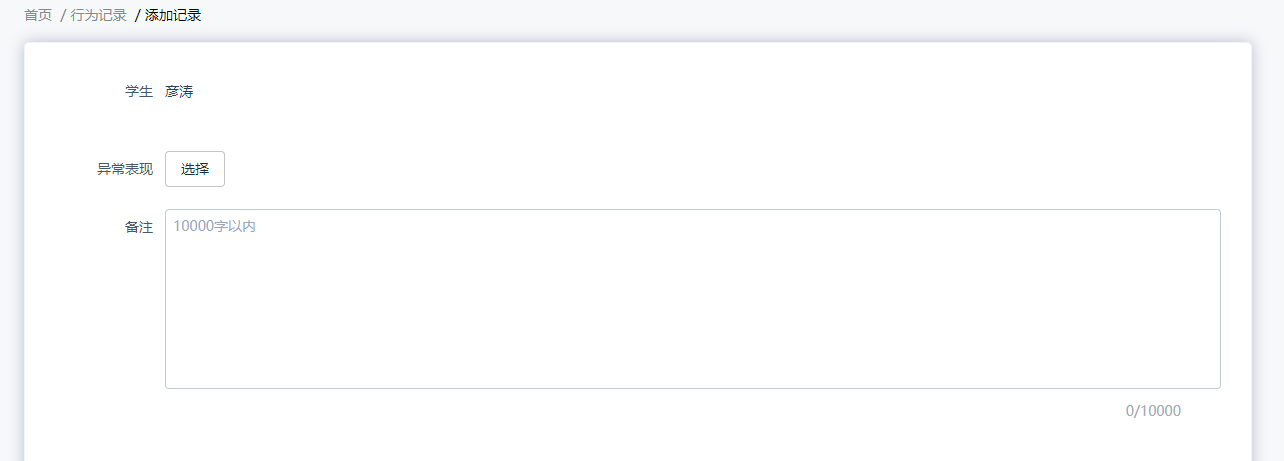 首页 / 行为记录 / 添加记录
学生 彦涛
异常表现 选择
备注 10000字以内
0/10000